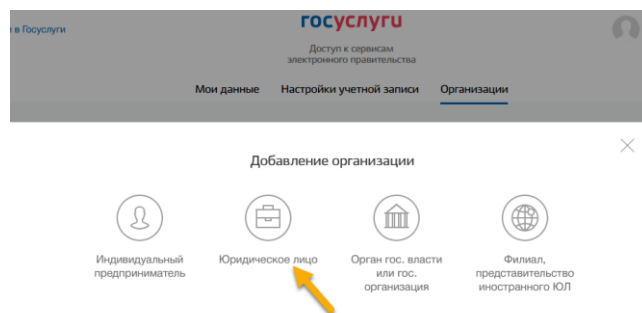 в Госуслуги
госуслуги
Доступ к сервисам
электронного правительства
Мои данные Настройки учетной записи Организации
Добавление организации
Индивидуальный
предприниматель
Юридическое лицо
Орган гос. власти
или гос.
организация
Филиал,
представительство
иностранного ЮЛ